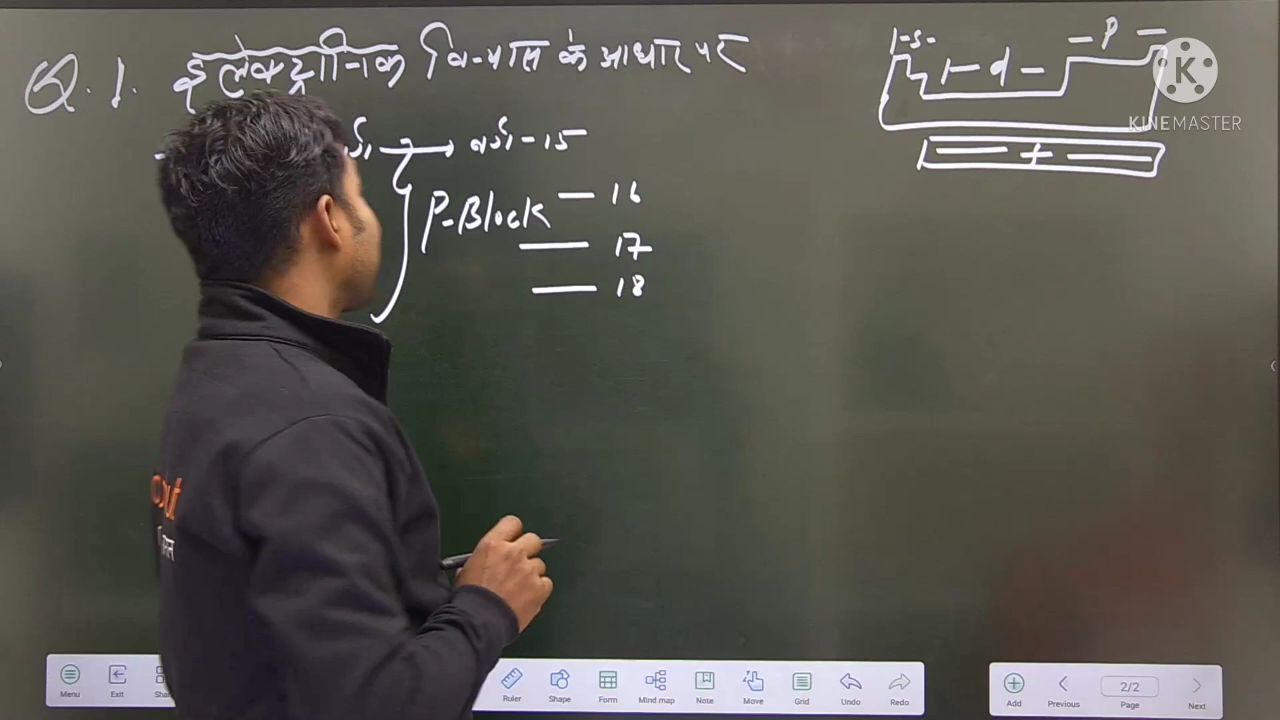 Q. 1. इलेक्ट्रॉनिक विन्यास के आधार पर
वर्ग - 15
P-Block — 16
— 17
— 18
- s -
- d -
- P -
- f -
KINEMASTER
Menu
Exit
Ruler
Shape
Form
Mind map
Note
Move
Grid
Undo
Redo
Add
Previous
2/2
Page
Next